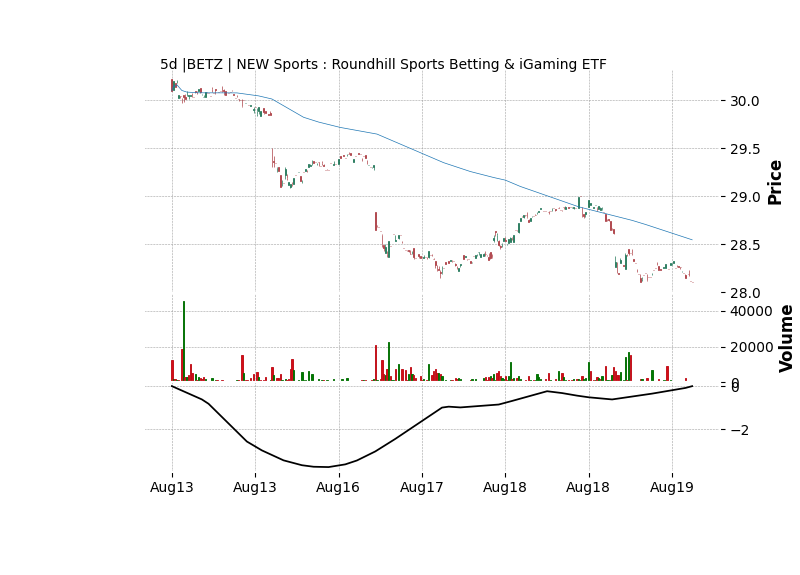 5d |BETZ | NEW Sports : Roundhill Sports Betting & iGaming ETF
30.0
29.5
29.0
28.5
28.0
Price
40000
20000
0
Volume
0
−2
Aug13
Aug13
Aug16
Aug17
Aug18
Aug18
Aug19